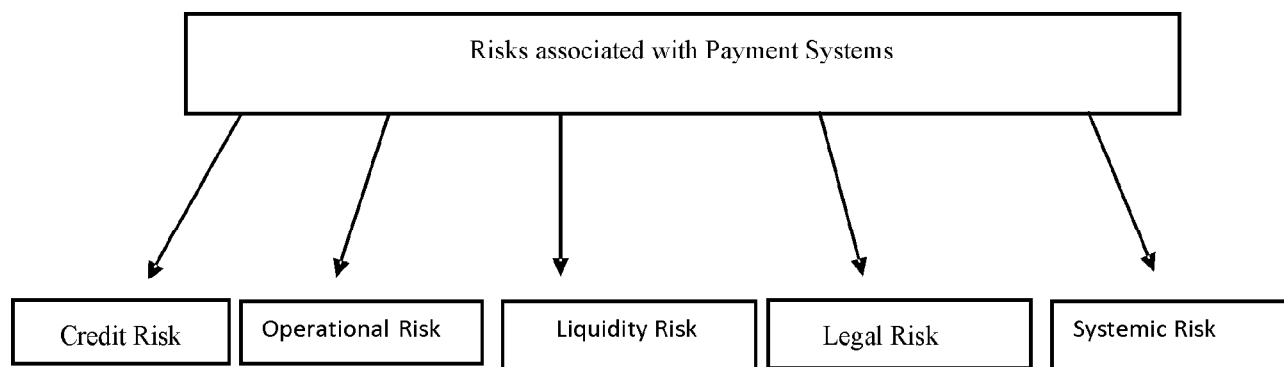 Risks associated with Payment Systems
Credit Risk
Operational Risk
Liquidity Risk
Legal Risk
Systemic Risk